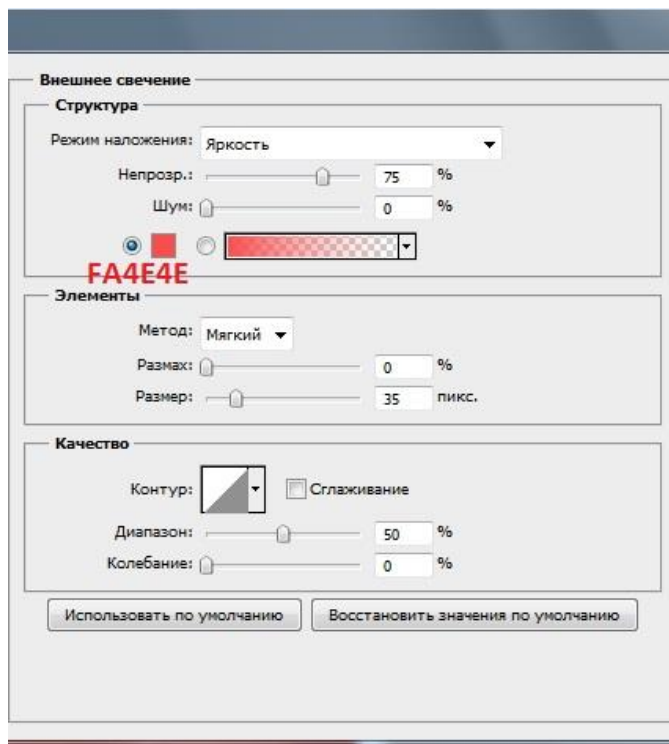 Внешнее свечение
Структура
Режим наложения: Яркость
Непрозр.: 75 %
Шум: 0 %
FA4E4E
Элементы
Метод: Мягкий
Размах: 0 %
Размер: 35 пикс.
Качество
Контур: Сглаживание
Диапазон: 50 %
Колебание: 0 %
Использовать по умолчанию Восстановить значения по умолчанию